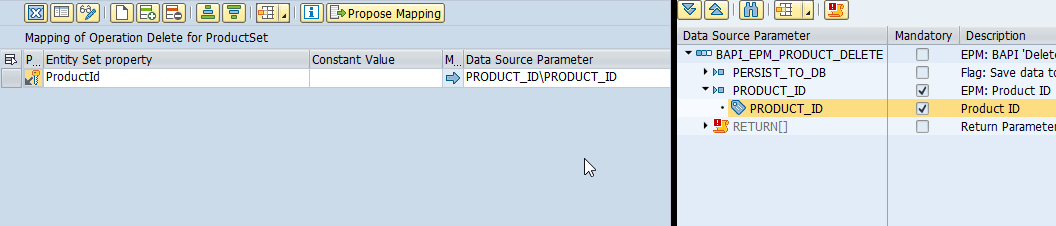 Propose Mapping
Mapping of Operation Delete for ProductSet
P... Entity Set property Constant Value M... Data Source Parameter
ProductId PRODUCT_ID\PRODUCT_ID
Data Source Parameter Mandatory Description
BAPI_EPM_PRODUCT_DELETE EPM: BAPI 'Delet
PERSIST_TO_DB Flag: Save data to
PRODUCT_ID EPM: Product ID
PRODUCT_ID Product ID
RETURN[] Return Parameter